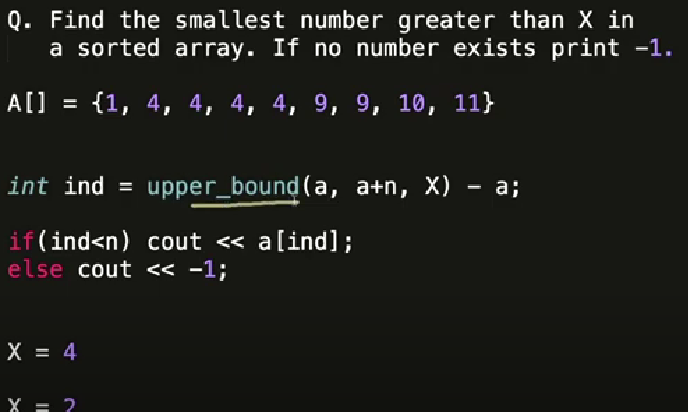 Q. Find the smallest number greater than X in
a sorted array. If no number exists print -1.
A[] = {1, 4, 4, 4, 4, 9, 9, 10, 11}
int ind = upper_bound(a, a+n, X) - a;
if(ind<n) cout << a[ind];
else cout << -1;
X = 4
X = 2